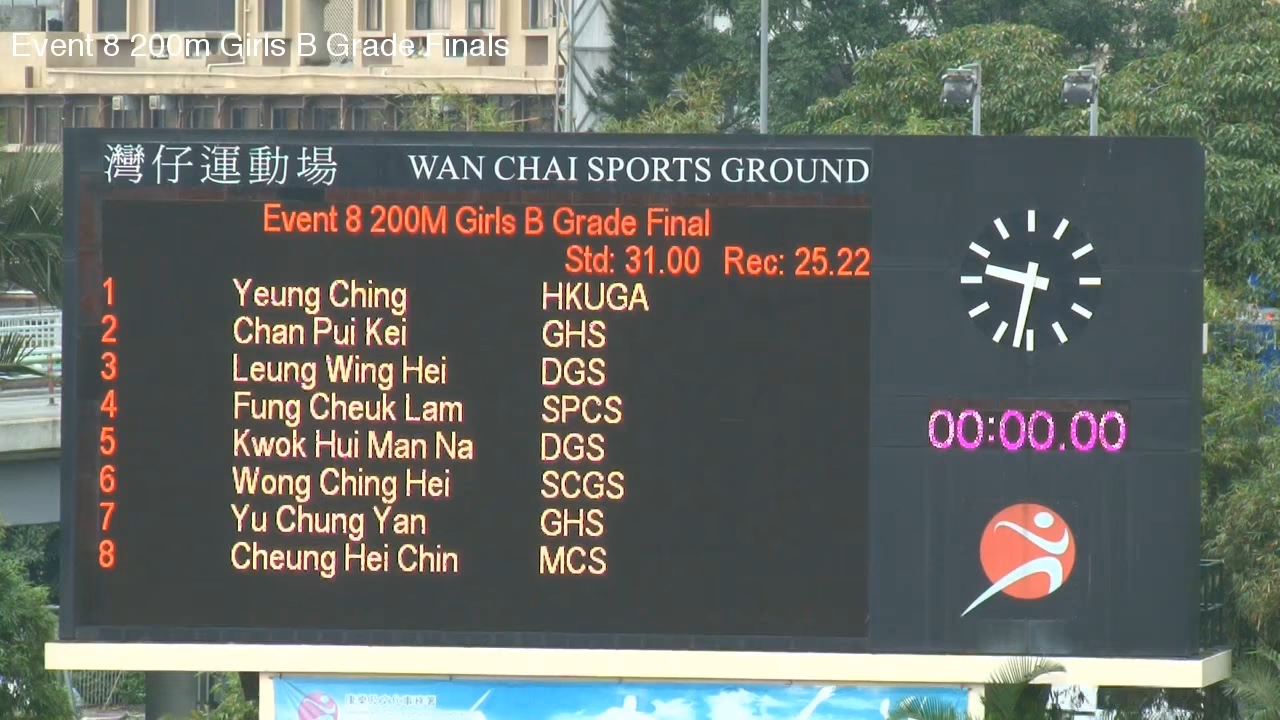 Event 8 200m Girls B Grade Finals
灣仔運動場 WAN CHAI SPORTS GROUND
Event 8 200M Girls B Grade Final
Std: 31.00 Rec: 25.22
1 Yeung Ching HKUGA
2 Chan Pui Kei GHS
3 Leung Wing Hei DGS
4 Fung Cheuk Lam SPCS
5 Kwok Hui Man Na DGS
6 Wong Ching Hei SCGS
7 Yu Chung Yan GHS
8 Cheung Hei Chin MCS
00:00.00